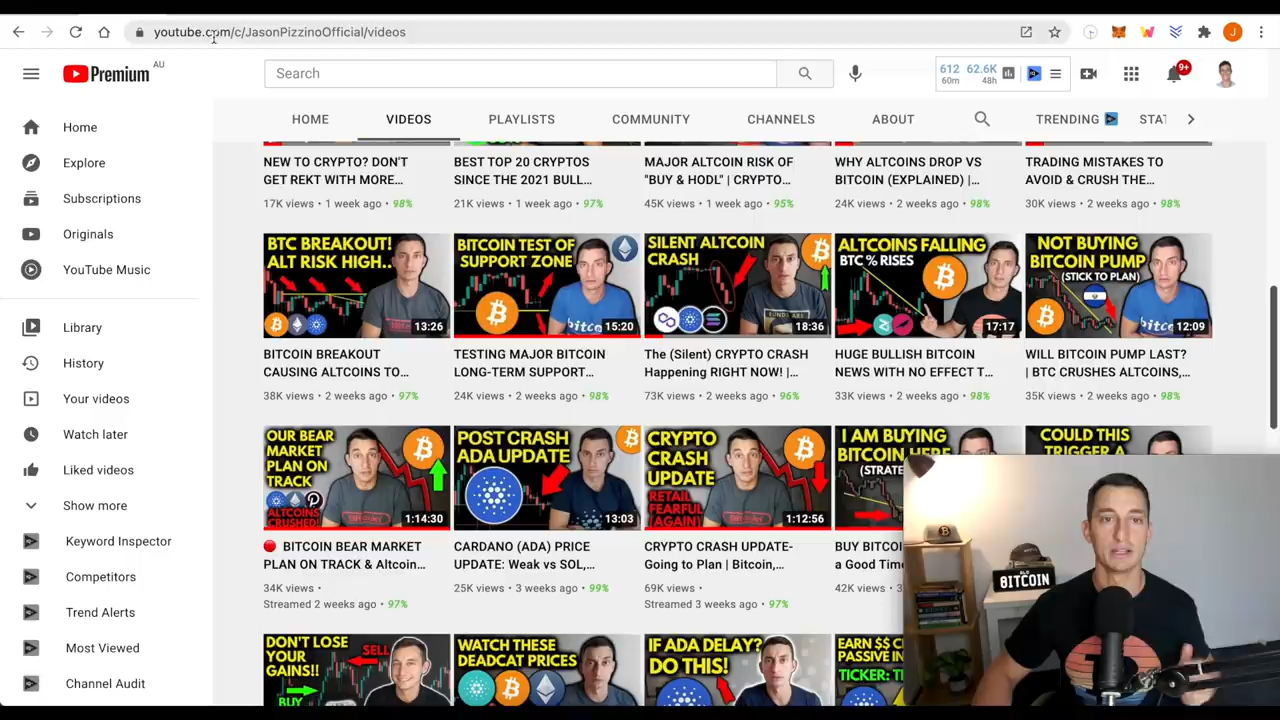 youtube.com/c/JasonPizzinoOfficial/videos
J
Premium
AU
Search
612
60m
62.6K
48h
9+
HOME
VIDEOS
PLAYLISTS
COMMUNITY
CHANNELS
ABOUT
TRENDING
STAT
Home
Explore
Subscriptions
Originals
YouTube Music
Library
History
Your videos
Watch later
Liked videos
Show more
Keyword Inspector
Competitors
Trend Alerts
Most Viewed
Channel Audit
NEW TO CRYPTO? DON'T
GET REKT WITH MORE...
17K views • 1 week ago • 98%
BEST TOP 20 CRYPTOS
SINCE THE 2021 BULL...
21K views • 1 week ago • 97%
MAJOR ALTCOIN RISK OF
"BUY & HODL" | CRYPTO...
45K views • 1 week ago • 95%
WHY ALTCOINS DROP VS
BITCOIN (EXPLAINED) |...
24K views • 2 weeks ago • 98%
TRADING MISTAKES TO
AVOID & CRUSH THE...
30K views • 2 weeks ago • 98%
BTC BREAKOUT!
ALT RISK HIGH..
13:26
BITCOIN BREAKOUT
CAUSING ALTCOINS TO...
38K views • 2 weeks ago • 97%
BITCOIN TEST OF
SUPPORT ZONE
15:20
TESTING MAJOR BITCOIN
LONG-TERM SUPPORT...
24K views • 2 weeks ago • 98%
SILENT ALTCOIN
CRASH
18:36
The (Silent) CRYPTO CRASH
Happening RIGHT NOW! |...
73K views • 2 weeks ago • 96%
ALTCOINS FALLING
BTC % RISES
17:17
HUGE BULLISH BITCOIN
NEWS WITH NO EFFECT T...
33K views • 2 weeks ago • 98%
NOT BUYING
BITCOIN PUMP
(STICK TO PLAN)
12:09
WILL BITCOIN PUMP LAST?
| BTC CRUSHES ALTCOINS,...
35K views • 2 weeks ago • 98%
OUR BEAR
MARKET
PLAN ON
TRACK
ALTCOINS
CRUSHED!
1:14:30
BITCOIN BEAR MARKET
PLAN ON TRACK & Altcoin...
34K views •
Streamed 2 weeks ago • 97%
POST CRASH
ADA UPDATE
13:03
CARDANO (ADA) PRICE
UPDATE: Weak vs SOL,...
25K views • 3 weeks ago • 99%
CRYPTO
CRASH
UPDATE
RETAIL
FEARFUL
(AGAIN)
1:12:56
CRYPTO CRASH UPDATE-
Going to Plan | Bitcoin,...
69K views •
Streamed 3 weeks ago • 97%
I AM BUYING
BITCOIN HERE
BUY BITCO
a Good Time
42K views
COULD THIS
TRIGGER A
DON'T LOSE
YOUR
GAINS!!
SELL
BUY
WATCH THESE
DEADCAT PRICES
IF ADA DELAY?
DO THIS!
EARN $$ C
PASSIVE IN
TICKER: T
BITCOIN